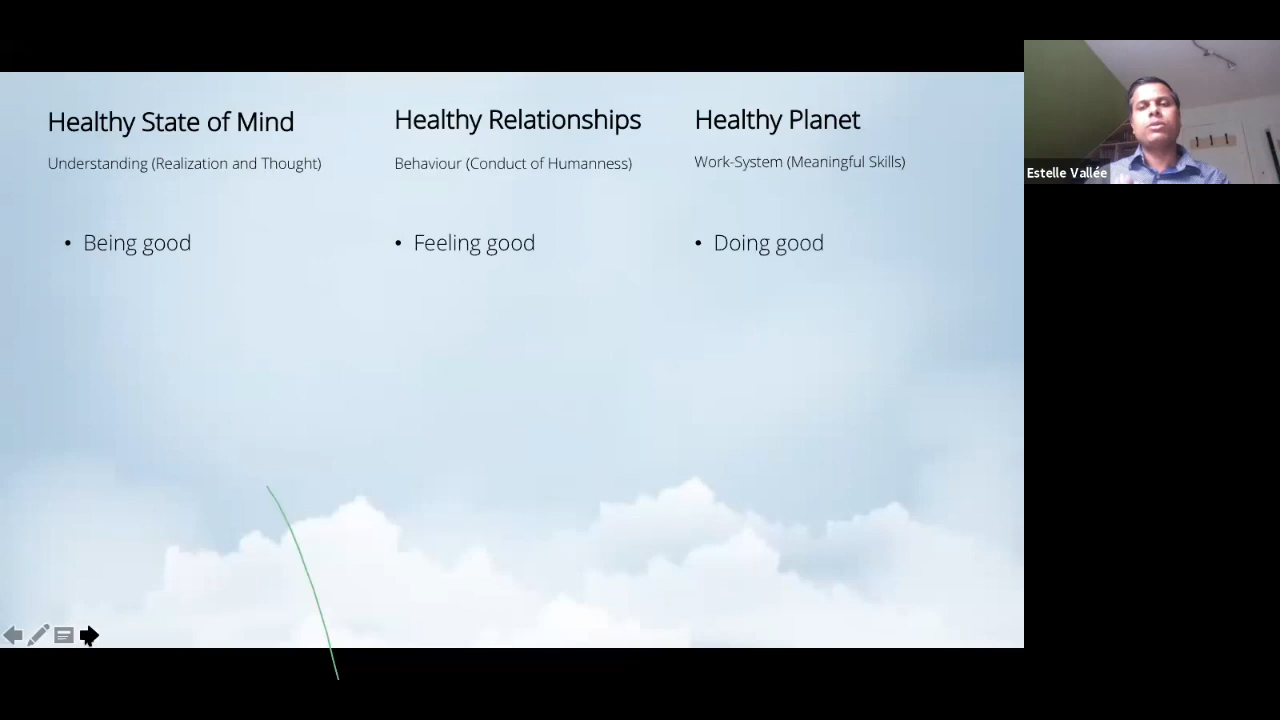 Healthy State of Mind
Understanding (Realization and Thought)
• Being good
Healthy Relationships
Behaviour (Conduct of Humanness)
• Feeling good
Healthy Planet
Work-System (Meaningful Skills)
• Doing good
Estelle Vallée